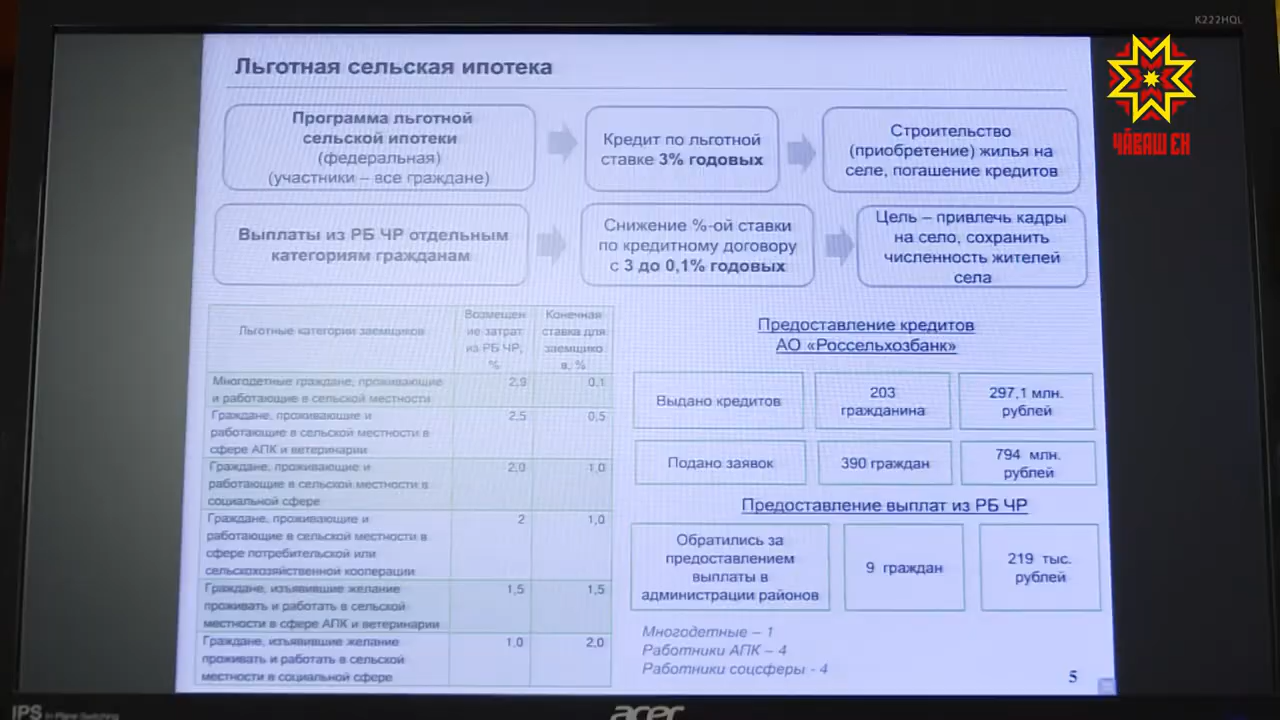 K222HQL
ЧӐВАШ ЕН
Льготная сельская ипотека
Программа льготной
сельской ипотеки
(федеральная)
(участники – все граждане)
Кредит по льготной
ставке 3% годовых
Строительство
(приобретение) жилья на
селе, погашение кредитов
Выплаты из РБ ЧР отдельным
категориям гражданам
Снижение %-ой ставки
по кредитному договору
с 3 до 0,1% годовых
Цель – привлечь кадры
на село, сохранить
численность жителей
села
Льготные категории заемщиков
Возмещен
ие затрат
из РБ ЧР,
%
Конечная
ставка для
заемщико
в, %
Многодетные граждане, проживающие
и работающие в сельской местности
2,9
0,1
Граждане, проживающие и
работающие в сельской местности в
сфере АПК и ветеринарии
2,5
0,5
Граждане, проживающие и
работающие в сельской местности в
социальной сфере
2,0
1,0
Граждане, проживающие и
работающие в сельской местности в
сфере потребительской или
сельскохозяйственной кооперации
2
1,0
Граждане, изъявившие желание
проживать и работать в сельской
местности в сфере АПК и ветеринарии
1,5
1,5
Граждане, изъявившие желание
проживать и работать в сельской
местности в социальной сфере
1,0
2,0
Предоставление кредитов
АО «Россельхозбанк»
Выдано кредитов
203
гражданина
297,1 млн.
рублей
Подано заявок
390 граждан
794 млн.
рублей
Предоставление выплат из РБ ЧР
Обратились за
предоставлением
выплаты в
администрации районов
9 граждан
219 тыс.
рублей
Многодетные – 1
Работники АПК – 4
Работники соцсферы - 4
5
IPS In Plane Switching
acer